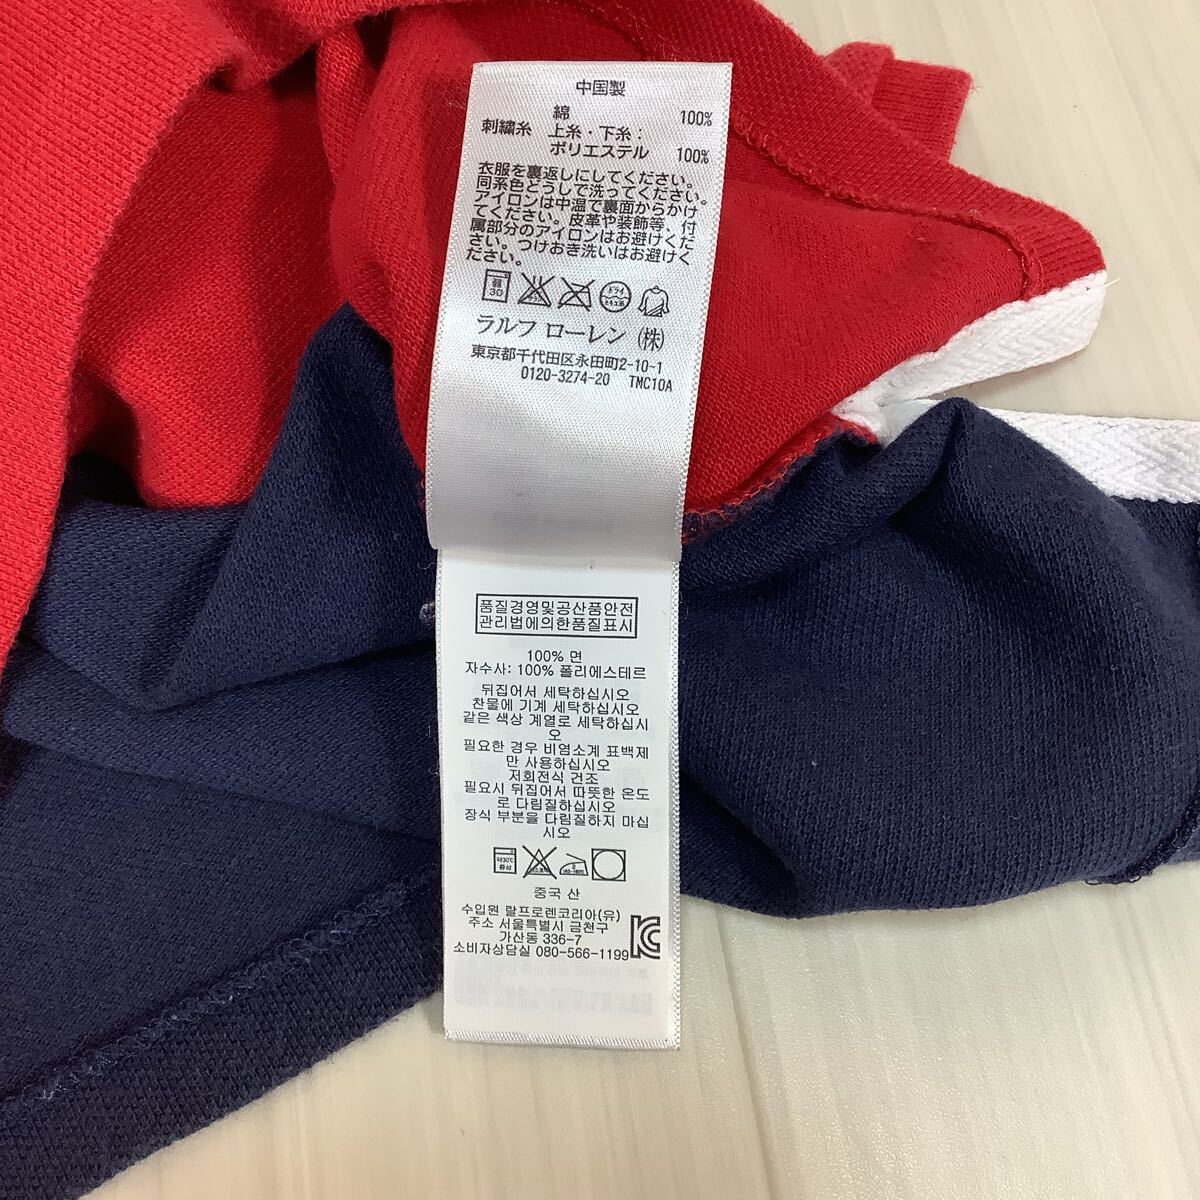 中国製
綿 100%
刺繍糸 上糸・下糸:
ポリエステル 100%
衣服を裏返しにしてください。
同系色どうしで洗ってください。
アイロンは中温で裏面からかけ
てください。皮革や装飾等、付
属部分のアイロンはお避けくだ
さい。つけおき洗いはお避けく
ださい。
弱 30 ドライ
ラルフ ローレン (株)
東京都千代田区永田町2-10-1
0120-3274-20 TMC10A
품질경영및공산품안전
관리법에의한품질표시
100% 면
자수사: 100% 폴리에스테르
뒤집어서 세탁하십시오
찬물에 기계 세탁하십시오
같은 색상 계열로 세탁하십시
오
필요한 경우 비염소계 표백제
만 사용하십시오
저회전식 건조
필요시 뒤집어서 따뜻한 온도
로 다림질하십시오
장식 부분을 다림질하지 마십
시오
약30℃
중성
중국 산
수입원 랄프로렌코리아(유)
주소 서울특별시 금천구
가산동 336-7
소비자상담실 080-566-1199